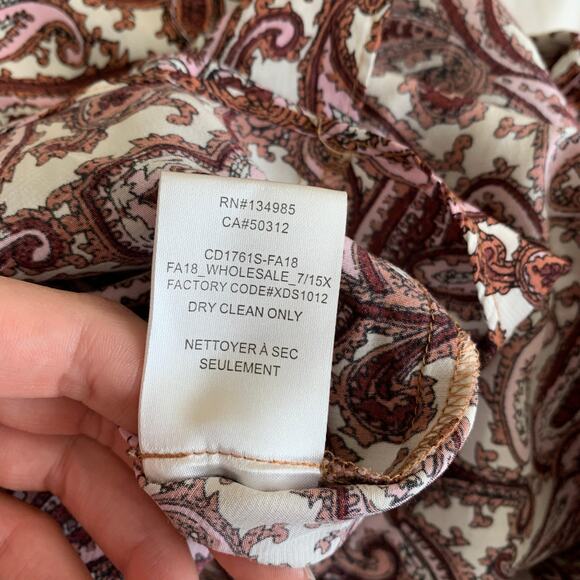 RN#134985
CA#50312
CD1761S-FA18
FA18_WHOLESALE_7/15X
FACTORY CODE#XDS1012
DRY CLEAN ONLY
NETTOYER À SEC
SEULEMENT